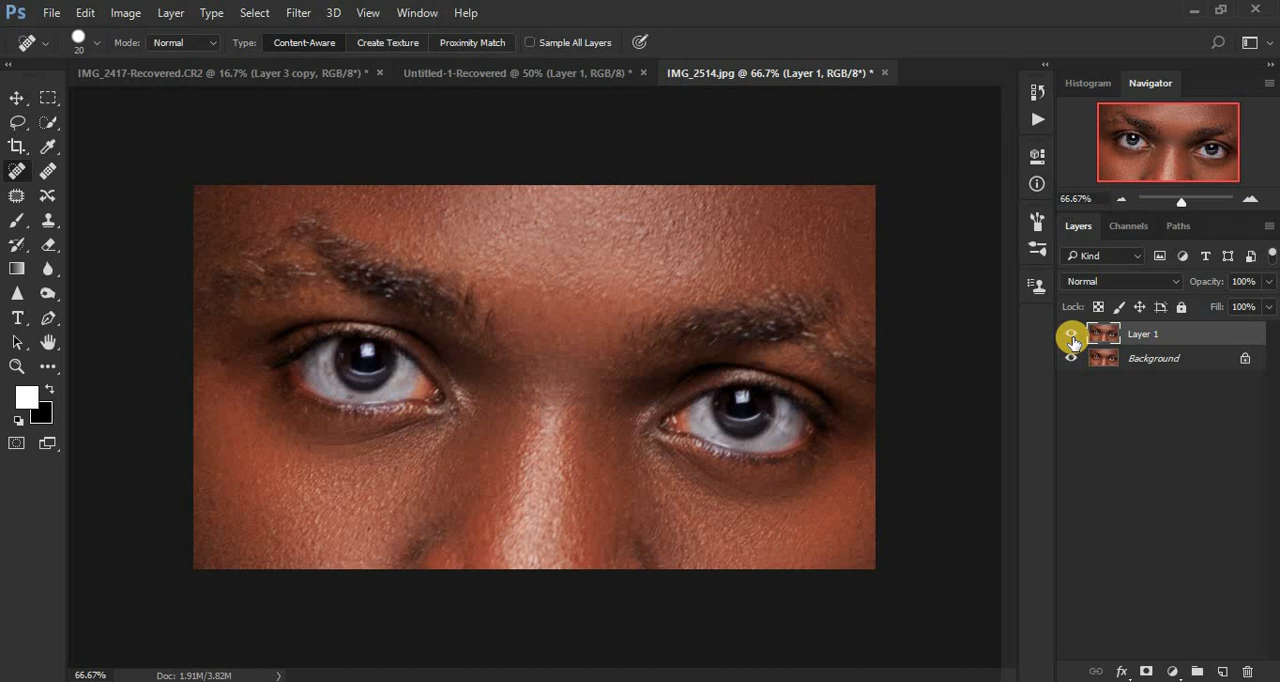 Ps File Edit Image Layer Type Select Filter 3D View Window Help
20 Mode: Normal Type: Content-Aware Create Texture Proximity Match Sample All Layers
IMG_2417-Recovered.CR2 @ 16.7% (Layer 3 copy, RGB/8*) * × Untitled-1-Recovered @ 50% (Layer 1, RGB/8) * × IMG_2514.jpg @ 66.7% (Layer 1, RGB/8*) * ×
Histogram Navigator
66.67%
Layers Channels Paths
Kind
Normal Opacity: 100%
Lock: Fill: 100%
Layer 1
Background
66.67% Doc: 1.91M/3.82M